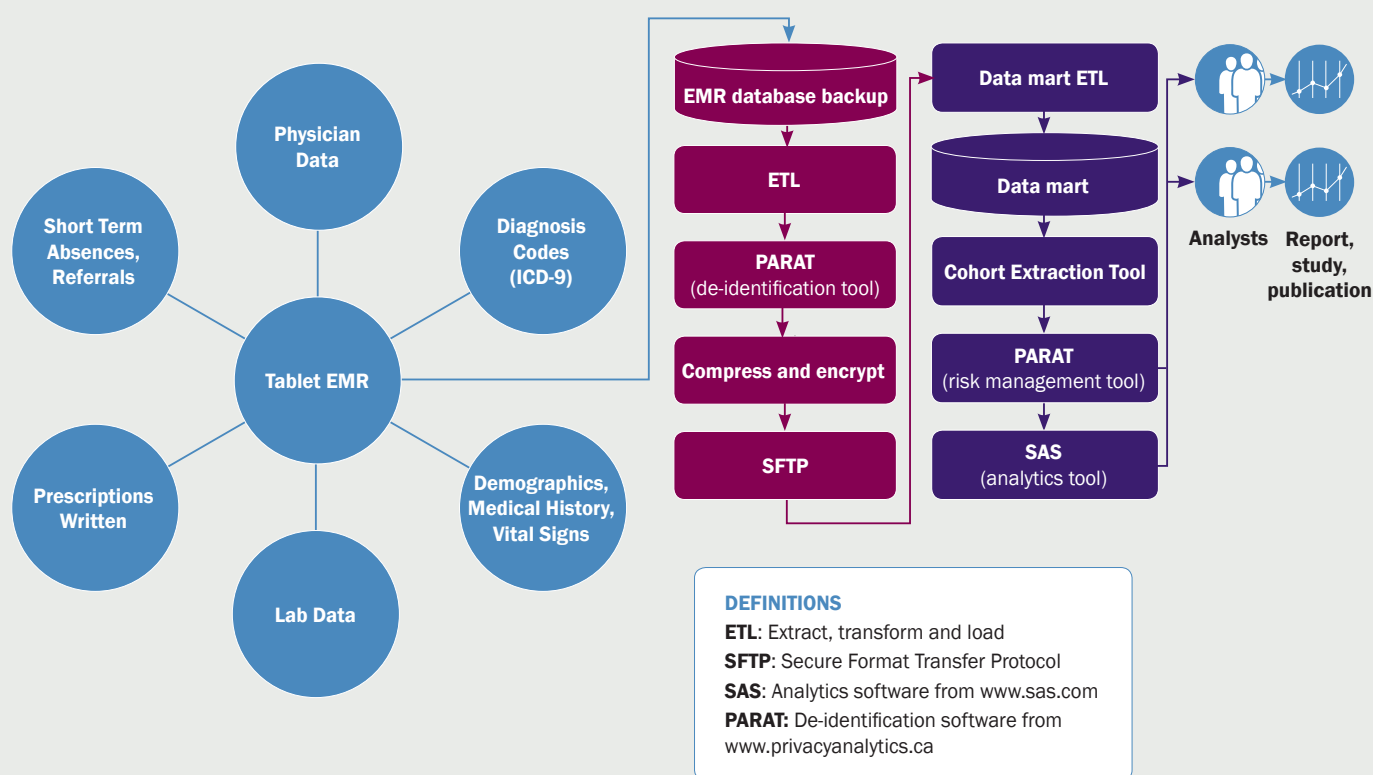 Physician
Data
Short Term
Absences,
Referrals
Diagnosis
Codes
(ICD-9)
Tablet EMR
Prescriptions
Written
Demographics,
Medical History,
Vital Signs
Lab Data
EMR database backup
ETL
PARAT
(de-identification tool)
Compress and encrypt
SFTP
Data mart ETL
Data mart
Cohort Extraction Tool
PARAT
(risk management tool)
SAS
(analytics tool)
Analysts
Report,
study,
publication
DEFINITIONS
ETL: Extract, transform and load
SFTP: Secure Format Transfer Protocol
SAS: Analytics software from www.sas.com
PARAT: De-identification software from
www.privacyanalytics.ca